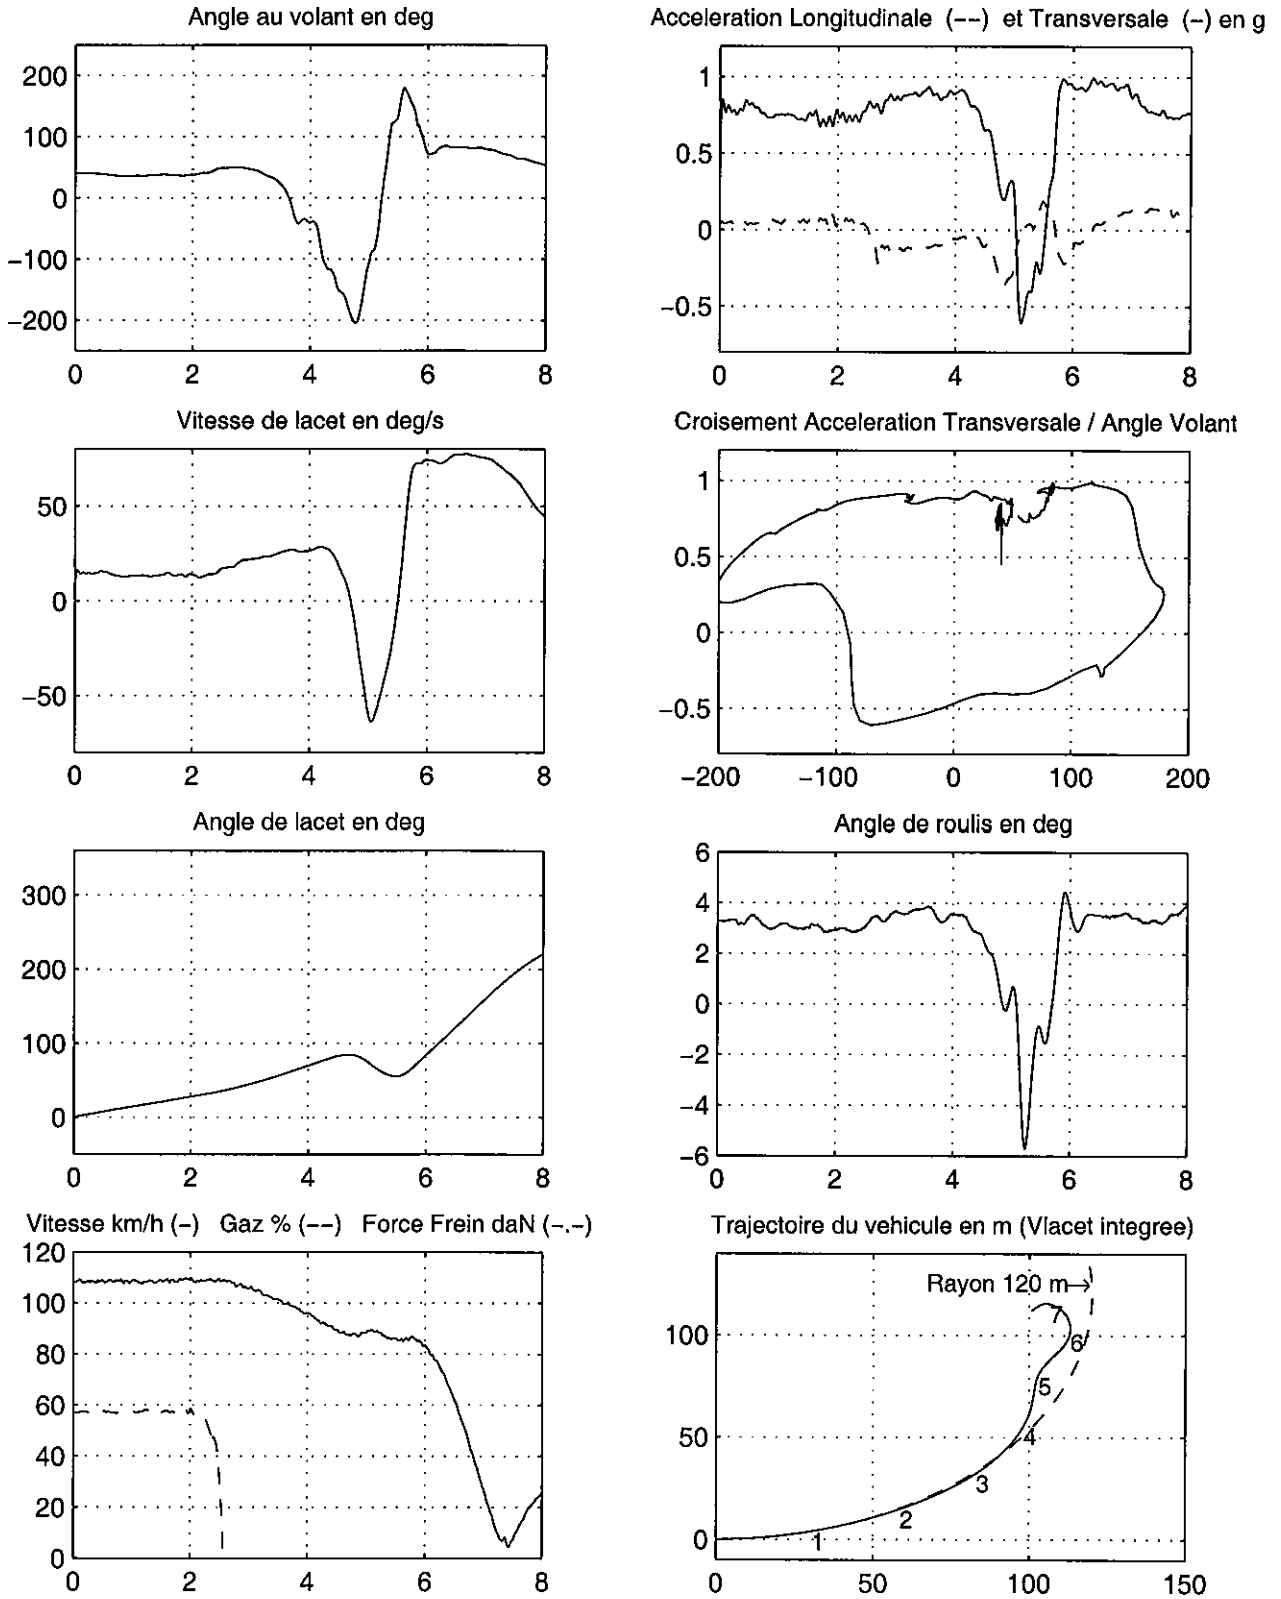 Angle au volant en deg
200
100
0
−100
−200
0 2 4 6 8
Acceleration Longitudinale (−−) et Transversale (−) en g
1
0.5
0
−0.5
0 2 4 6 8
Vitesse de lacet en deg/s
50
0
−50
0 2 4 6 8
Croisement Acceleration Transversale / Angle Volant
1
0.5
0
−0.5
−200 −100 0 100 200
Angle de lacet en deg
300
200
100
0
0 2 4 6 8
Angle de roulis en deg
6
4
2
0
−2
−4
−6
0 2 4 6 8
Vitesse km/h (−) Gaz % (−−) Force Frein daN (−.−)
120
100
80
60
40
20
0
0 2 4 6 8
Trajectoire du vehicule en m (Vlacet integree)
Rayon 120 m→
7
100
6
5
50
4
3
2
0
1
0 50 100 150